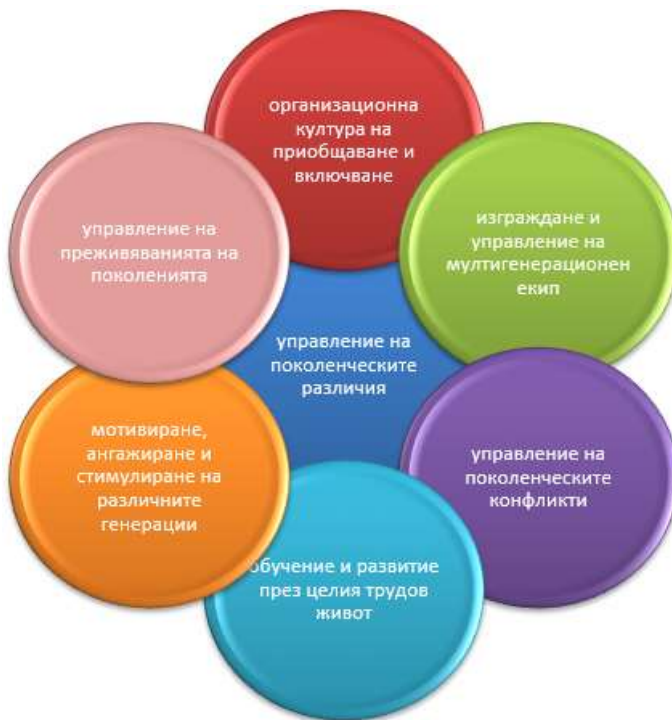 организационна
култура на
приобщаване и
включване
изграждане и
управление на
мултигенерационен
екип
управление на
поколенческите
конфликти
обучение и развитие
през целия трудов
живот
мотивиране,
ангажиране и
стимулиране на
различните
генерации
управление на
преживяванията на
поколенията
управление на
поколенческите
различия